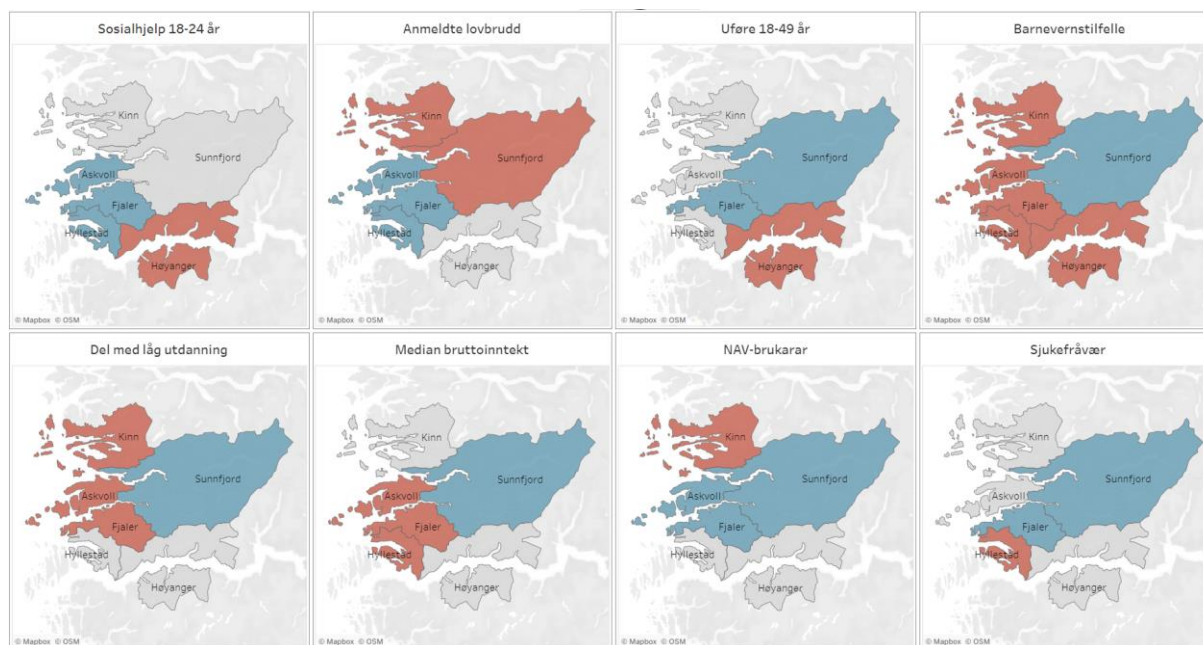 Sosialhjelp 18-24 år
Kinn
Sunnfjord
Askvoll
Fjaler
Hyllestad
Høyanger
© Mapbox © OSM
Anmeldte lovbrudd
Kinn
Sunnfjord
Askvoll
Fjaler
Hyllestad
Høyanger
© Mapbox © OSM
Uføre 18-49 år
Kinn
Sunnfjord
Askvoll
Fjaler
Hyllestad
Høyanger
© Mapbox © OSM
Barnevernstilfelle
Kinn
Sunnfjord
Askvoll
Fjaler
Hyllestad
Høyanger
© Mapbox © OSM
Del med låg utdanning
Kinn
Sunnfjord
Askvoll
Fjaler
Hyllestad
Høyanger
© Mapbox © OSM
Median bruttoinntekt
Kinn
Sunnfjord
Askvoll
Fjaler
Hyllestad
Høyanger
© Mapbox © OSM
NAV-brukarar
Kinn
Sunnfjord
Askvoll
Fjaler
Hyllestad
Høyanger
© Mapbox © OSM
Sjukefråvær
Kinn
Sunnfjord
Askvoll
Fjaler
Hyllestad
Høyanger
© Mapbox © OSM